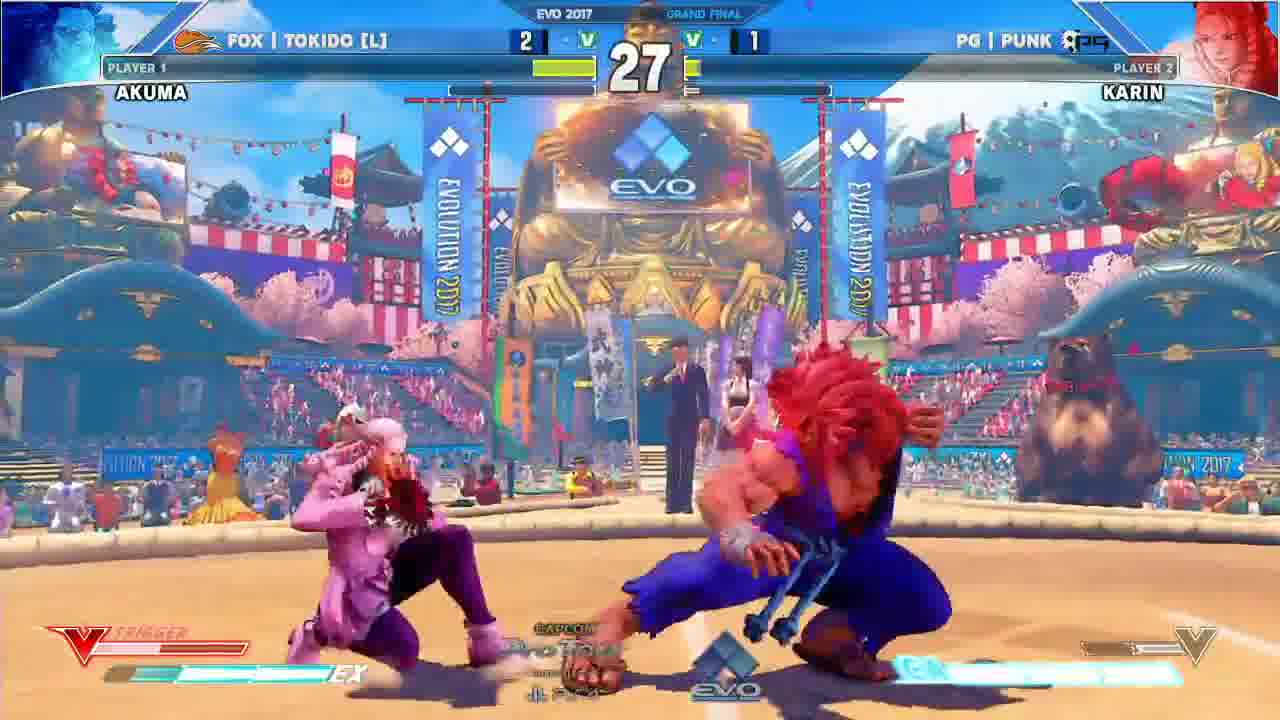 EVO 2017 GRAND FINAL
FOX | TOKIDO [L] 2 V 27 V 1 PG | PUNK
PLAYER 1 PLAYER 2
AKUMA KARIN
EVO
EVOLUTION 2017
EVOLUTION 2017
TRIGGER
EX
CAPCOM
PS4
EVO